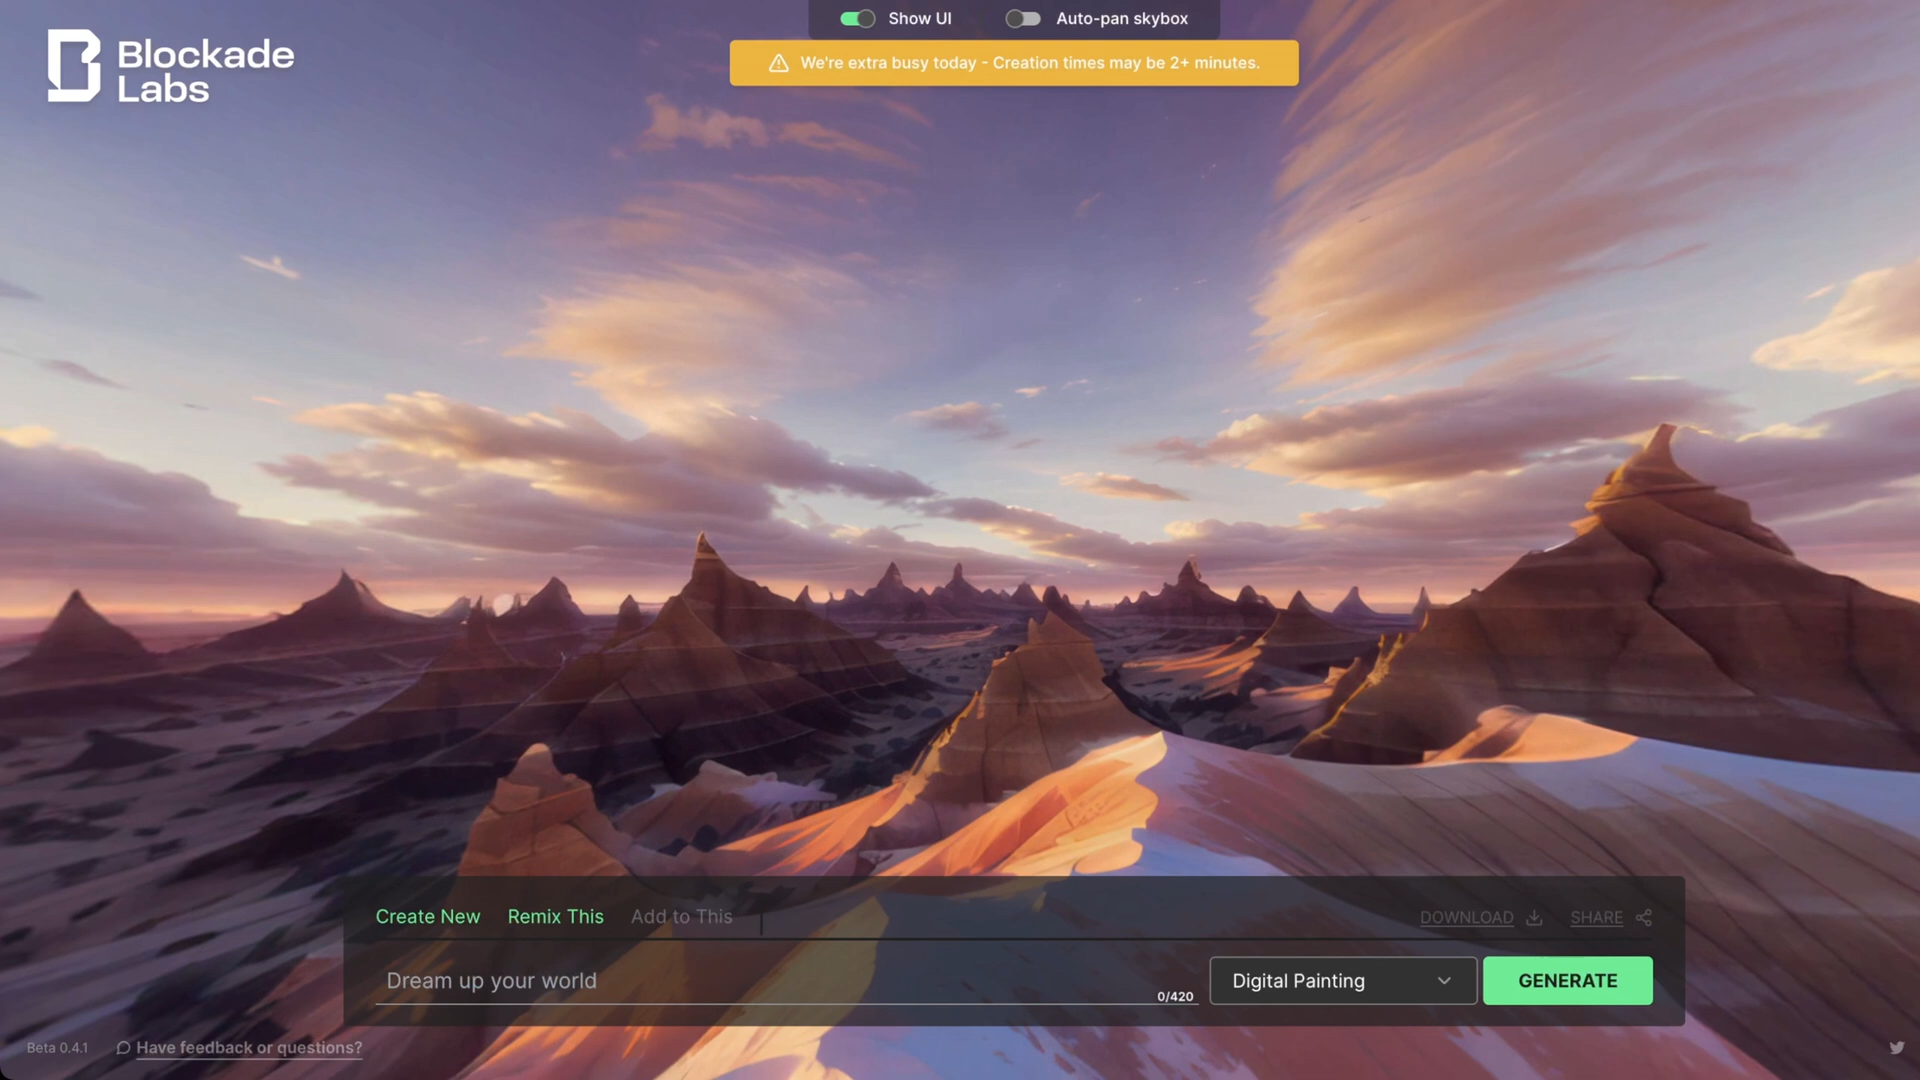 Show UI
Auto-pan skybox
Blockade
Labs
We're extra busy today - Creation times may be 2+ minutes.
Create New
Remix This
Add to This
DOWNLOAD
SHARE
Dream up your world
0/420
Digital Painting
GENERATE
Beta 0.4.1
Have feedback or questions?